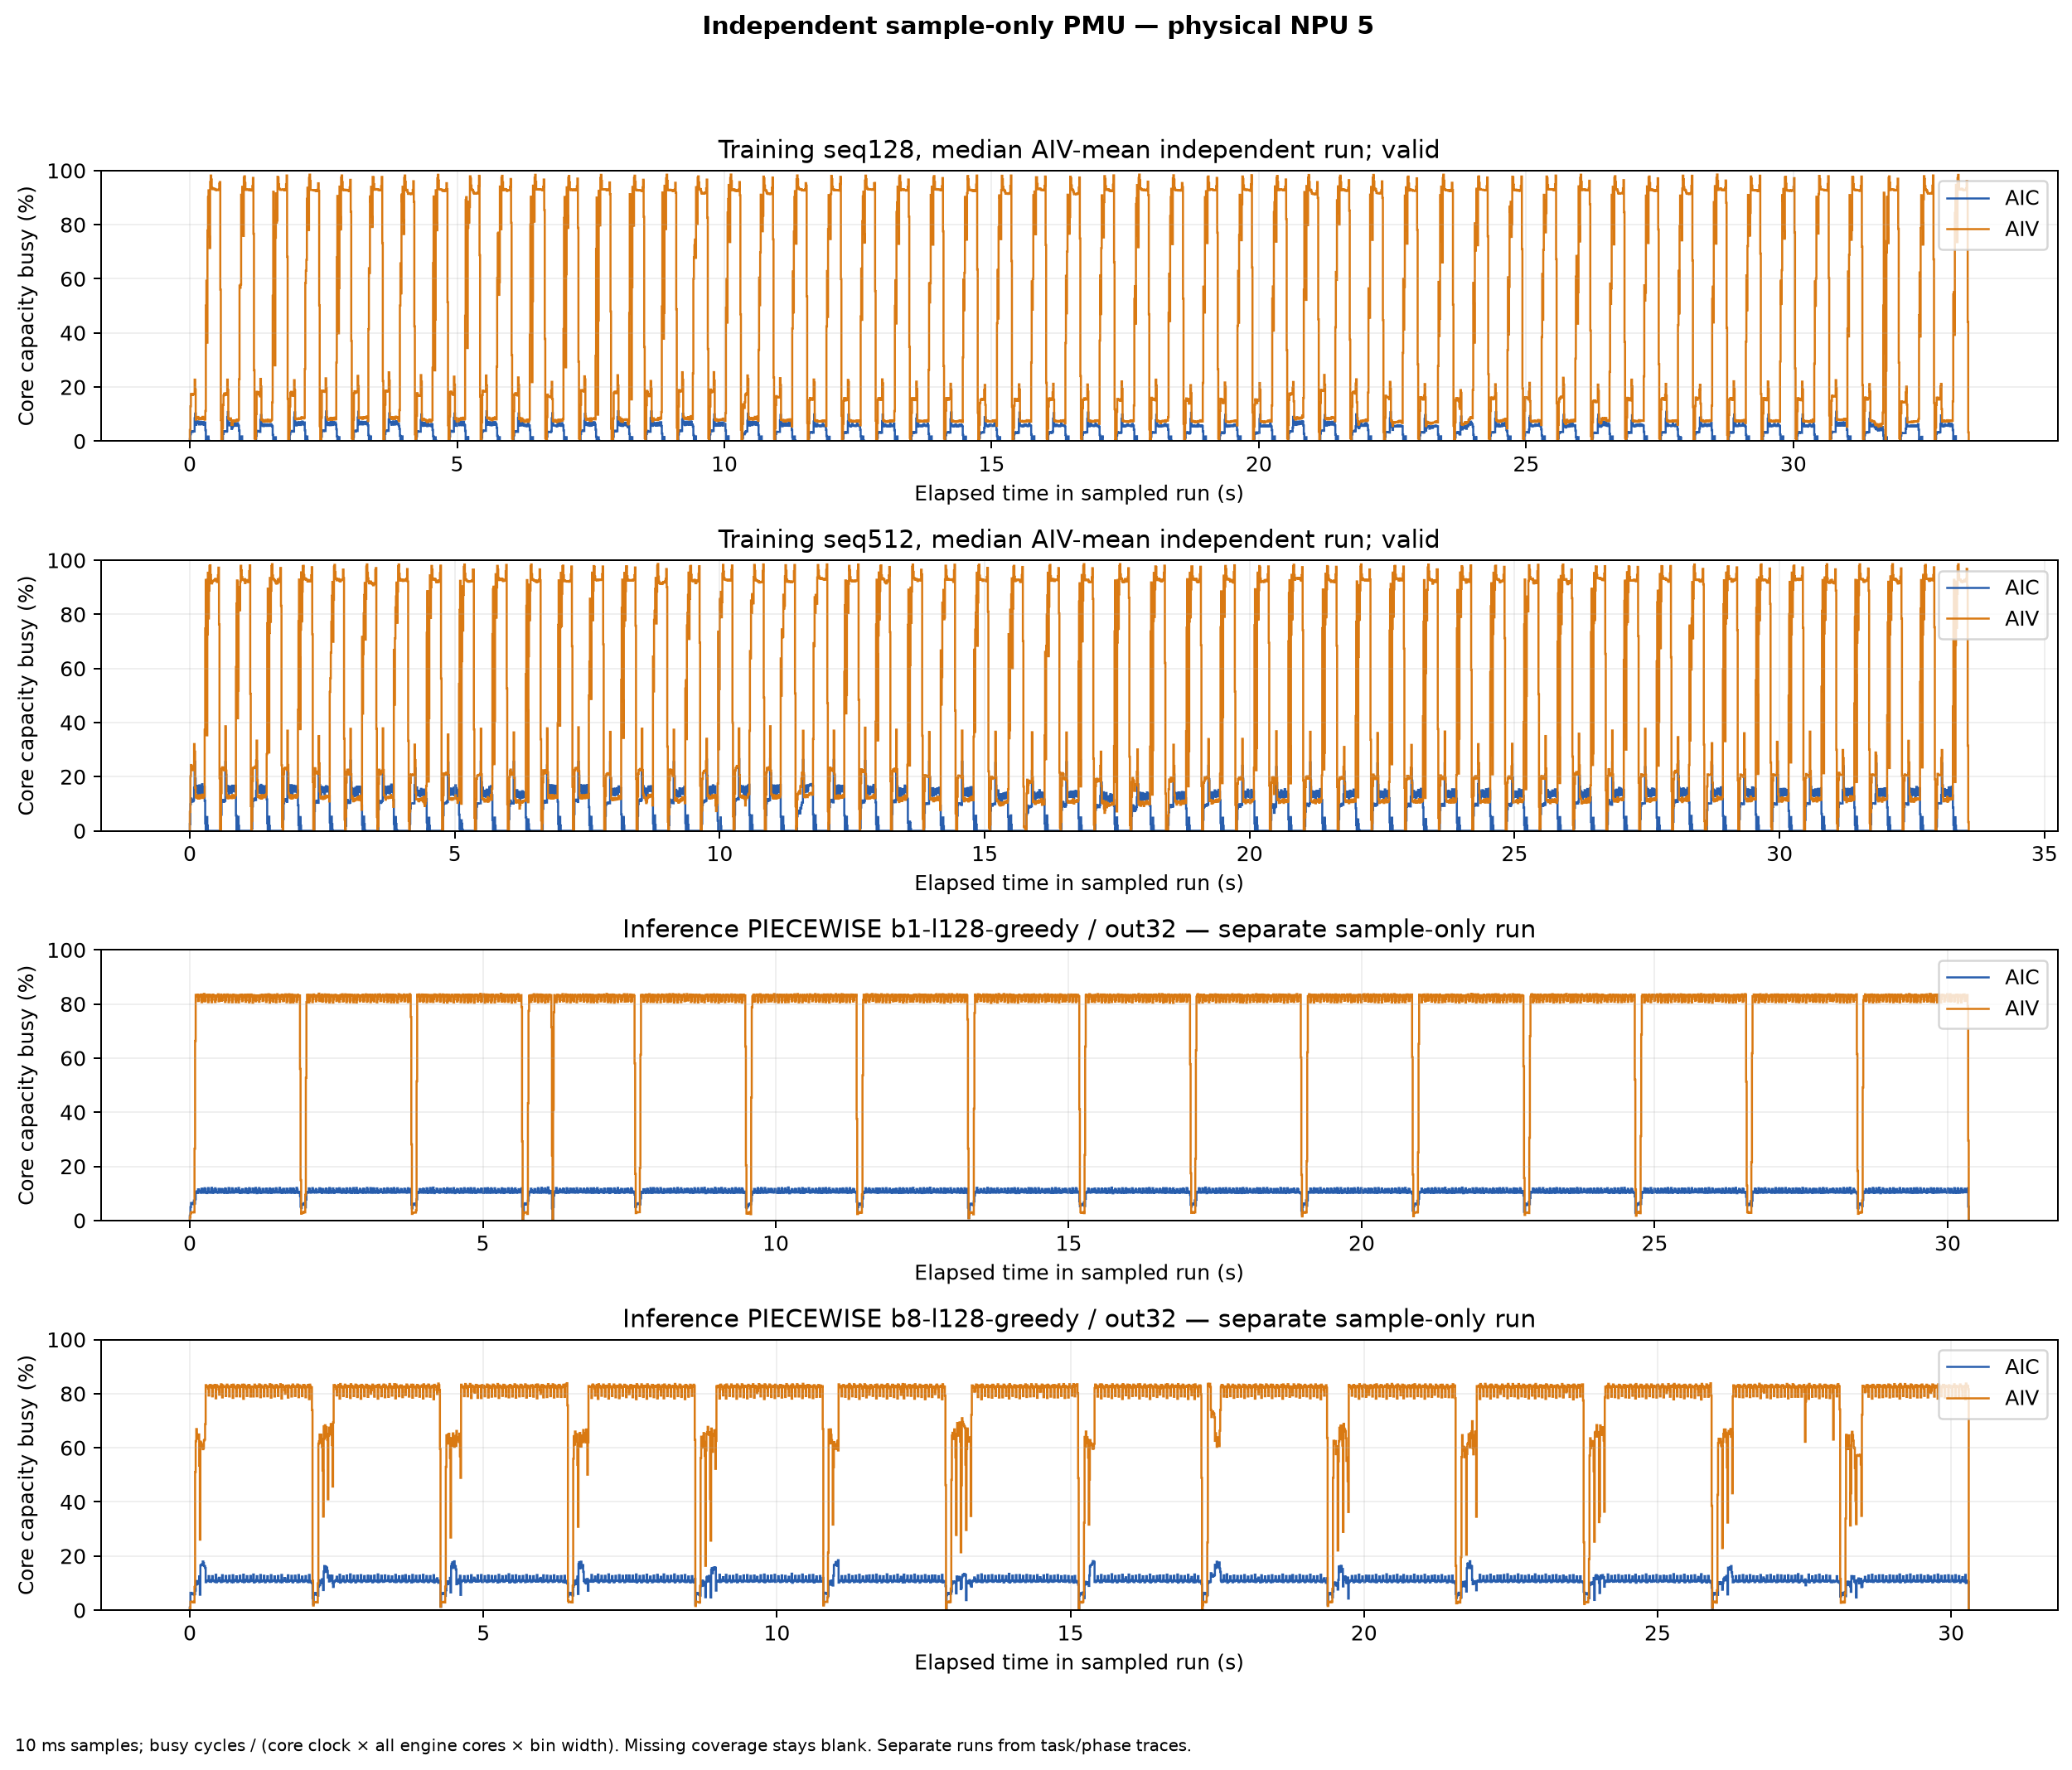 Independent sample-only PMU — physical NPU 5
Training seq128, median AIV-mean independent run; valid
Core capacity busy (%)
100
80
60
40
20
0
AIC
AIV
0 5 10 15 20 25 30
Elapsed time in sampled run (s)
Training seq512, median AIV-mean independent run; valid
Core capacity busy (%)
100
80
60
40
20
0
AIC
AIV
0 5 10 15 20 25 30 35
Elapsed time in sampled run (s)
Inference PIECEWISE b1-l128-greedy / out32 — separate sample-only run
Core capacity busy (%)
100
80
60
40
20
0
AIC
AIV
0 5 10 15 20 25 30
Elapsed time in sampled run (s)
Inference PIECEWISE b8-l128-greedy / out32 — separate sample-only run
Core capacity busy (%)
100
80
60
40
20
0
AIC
AIV
0 5 10 15 20 25 30
Elapsed time in sampled run (s)
10 ms samples; busy cycles / (core clock × all engine cores × bin width). Missing coverage stays blank. Separate runs from task/phase traces.